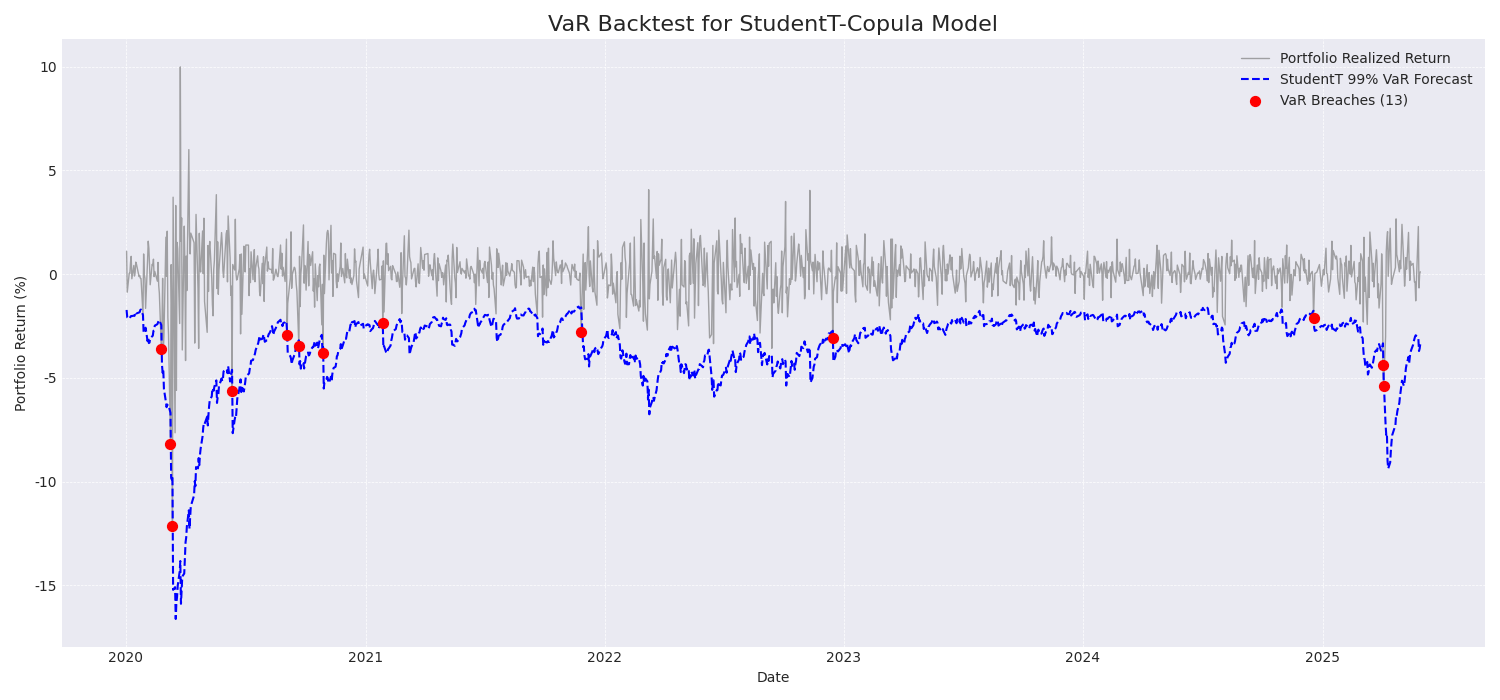 VaR Backtest for StudentT-Copula Model
Portfolio Realized Return
StudentT 99% VaR Forecast
VaR Breaches (13)
Portfolio Return (%)
10
5
0
-5
-10
-15
2020 2021 2022 2023 2024 2025
Date